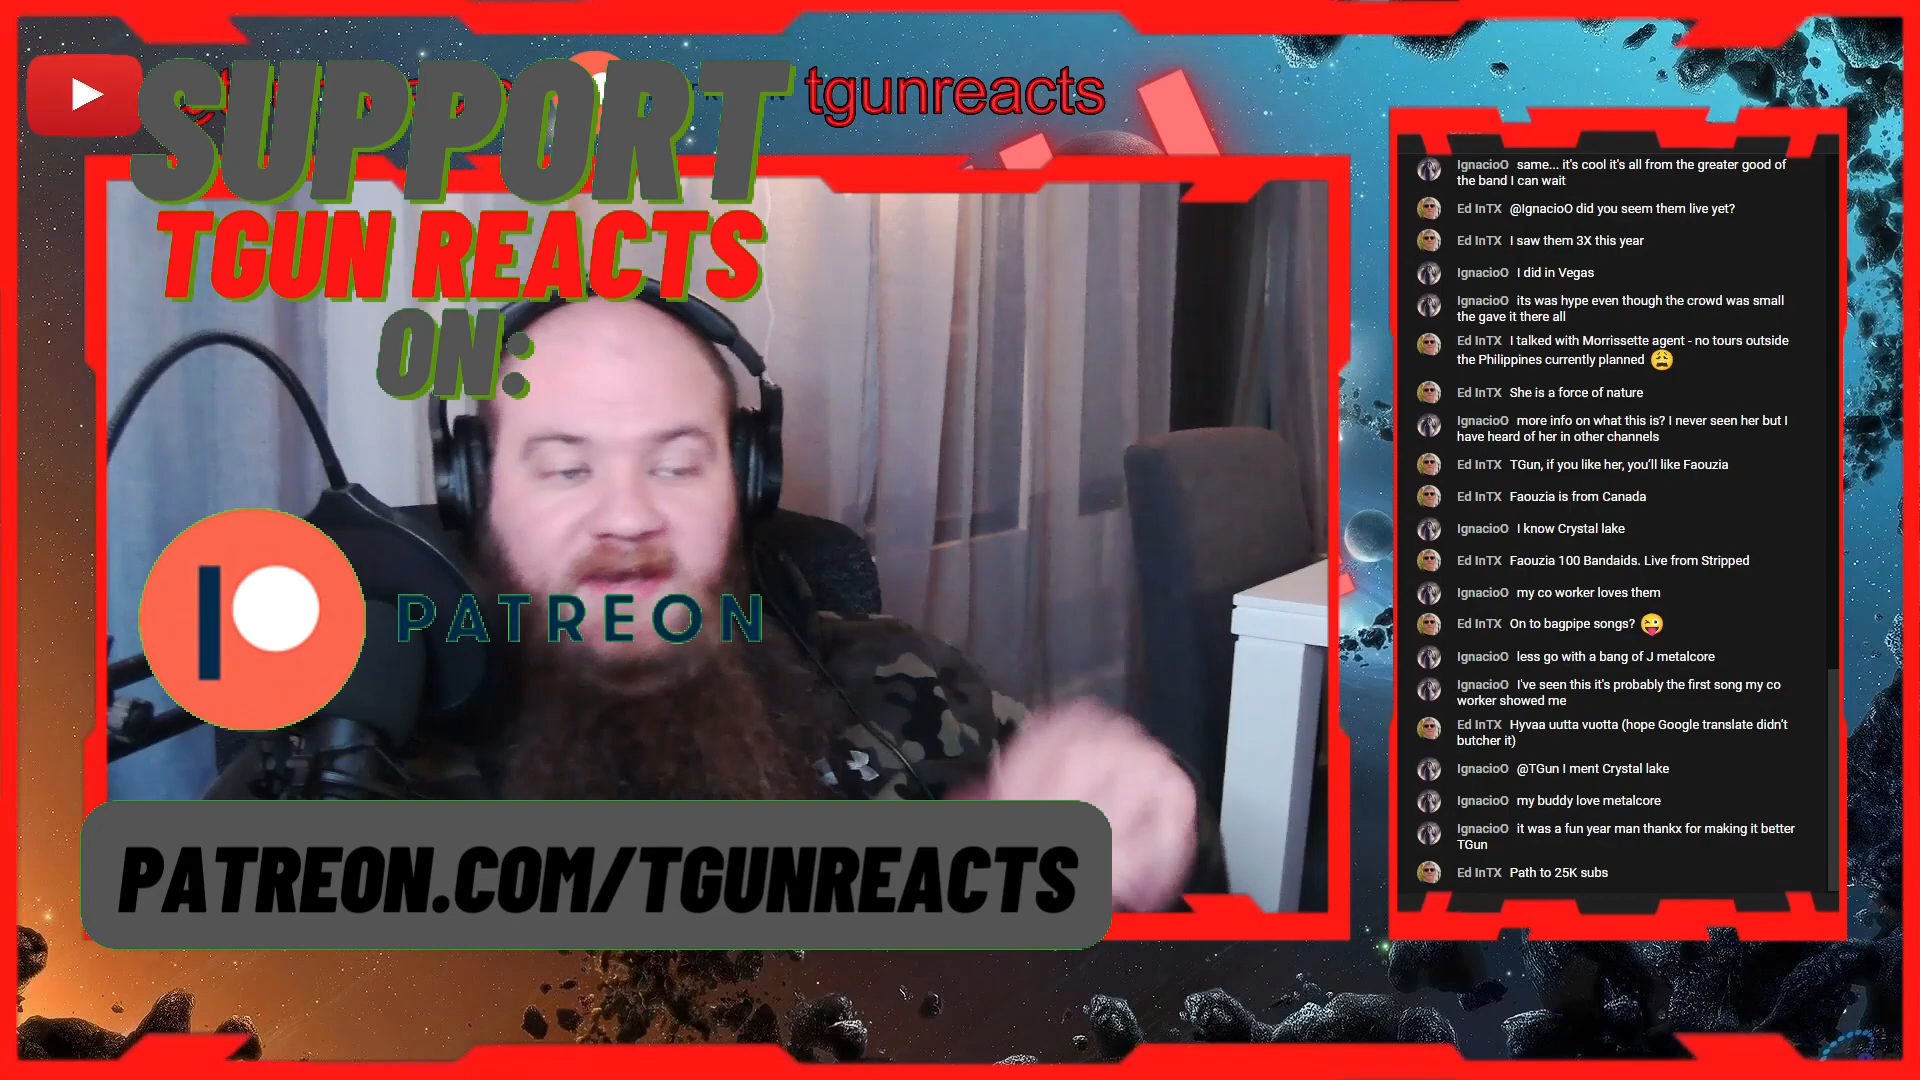 SUPPORT
tgunreacts
TGUN REACTS
ON:
PATREON
PATREON.COM/TGUNREACTS
IgnacioO same... it's cool it's all from the greater good of
the band I can wait
Ed InTX @IgnacioO did you seem them live yet?
Ed InTX I saw them 3X this year
IgnacioO I did in Vegas
IgnacioO its was hype even though the crowd was small
the gave it there all
Ed InTX I talked with Morrissette agent - no tours outside
the Philippines currently planned 😩
Ed InTX She is a force of nature
IgnacioO more info on what this is? I never seen her but I
have heard of her in other channels
Ed InTX TGun, if you like her, you'll like Faouzia
Ed InTX Faouzia is from Canada
IgnacioO I know Crystal lake
Ed InTX Faouzia 100 Bandaids. Live from Stripped
IgnacioO my co worker loves them
Ed InTX On to bagpipe songs? 😜
IgnacioO less go with a bang of J metalcore
IgnacioO I've seen this it's probably the first song my co
worker showed me
Ed InTX Hyvaa uutta vuotta (hope Google translate didn't
butcher it)
IgnacioO @TGun I ment Crystal lake
IgnacioO my buddy love metalcore
IgnacioO it was a fun year man thankx for making it better
TGun
Ed InTX Path to 25K subs